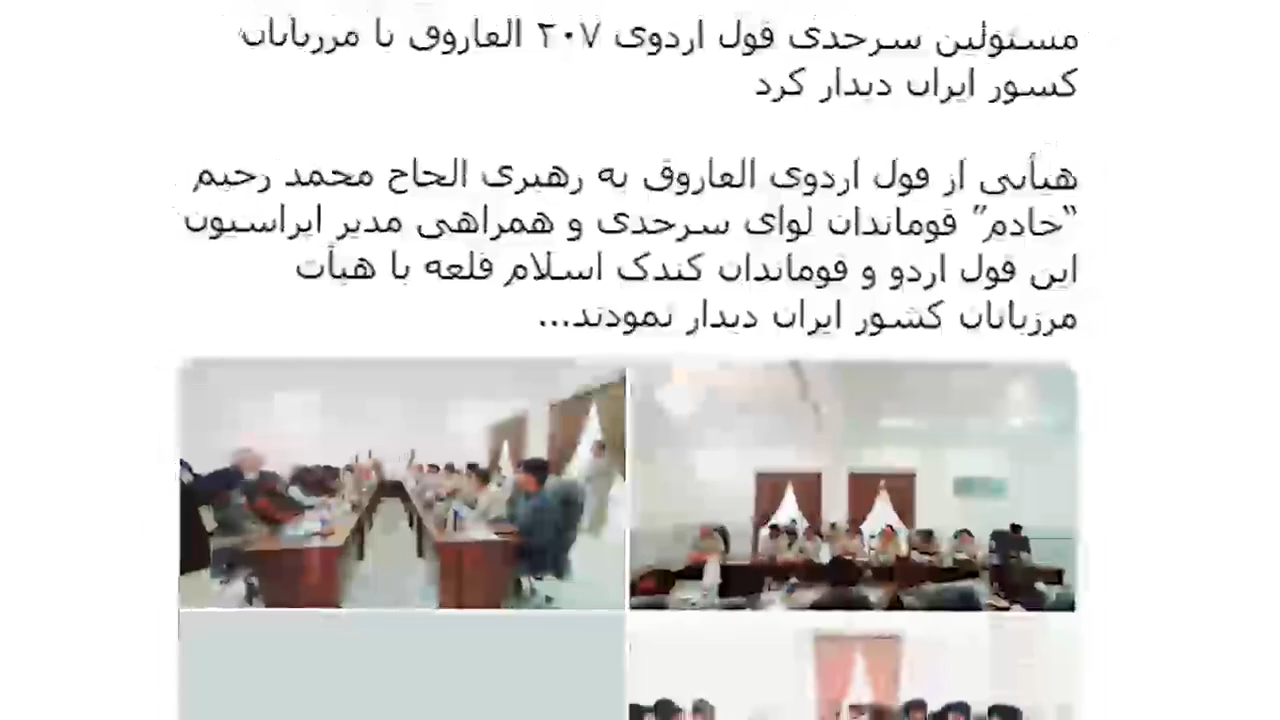 مسئولین سرحدی قول اردوی ۲۰۷ الفاروق با مرزبانان
کشور ایران دیدار کرد
هیأتی از قول اردوی الفاروق به رهبری الحاج محمد رحیم
"خادم" قوماندان لوای سرحدی و همراهی مدیر اپراسیون
این قول اردو و قوماندان کندک اسلام قلعه با هیأت
مرزبانان کشور ایران دیدار نمودند...